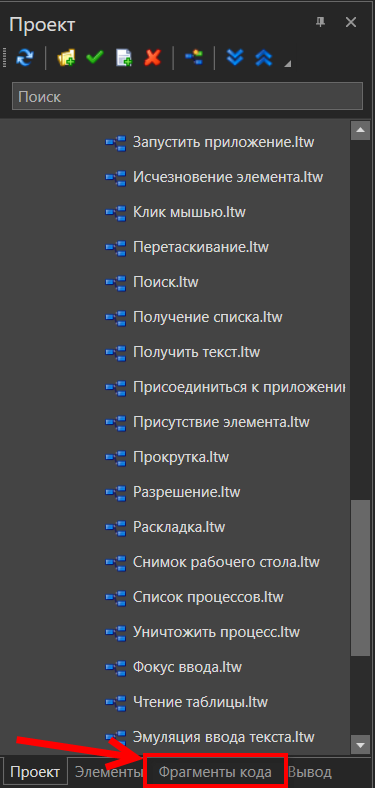 Проект
Поиск
Запустить приложение.ltw
Исчезновение элемента.ltw
Клик мышью.ltw
Перетаскивание.ltw
Поиск.ltw
Получение списка.ltw
Получить текст.ltw
Присоединиться к приложению
Присутствие элемента.ltw
Прокрутка.ltw
Разрешение.ltw
Раскладка.ltw
Снимок рабочего стола.ltw
Список процессов.ltw
Уничтожить процесс.ltw
Фокус ввода.ltw
Чтение таблицы.ltw
Эмуляция ввода текста.ltw
Проект Элементы Фрагменты кода Вывод